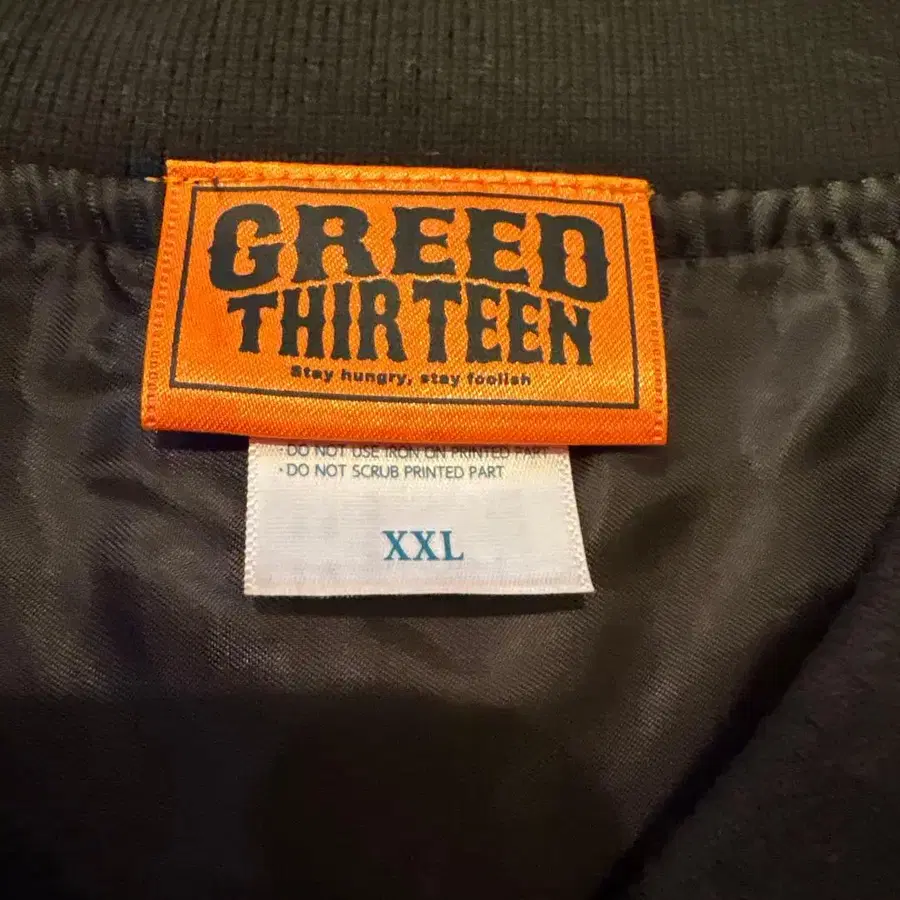 GREED
THIRTEEN
Stay hungry, stay foolish
·DO NOT USE IRON ON PRINTED PART
·DO NOT SCRUB PRINTED PART
XXL